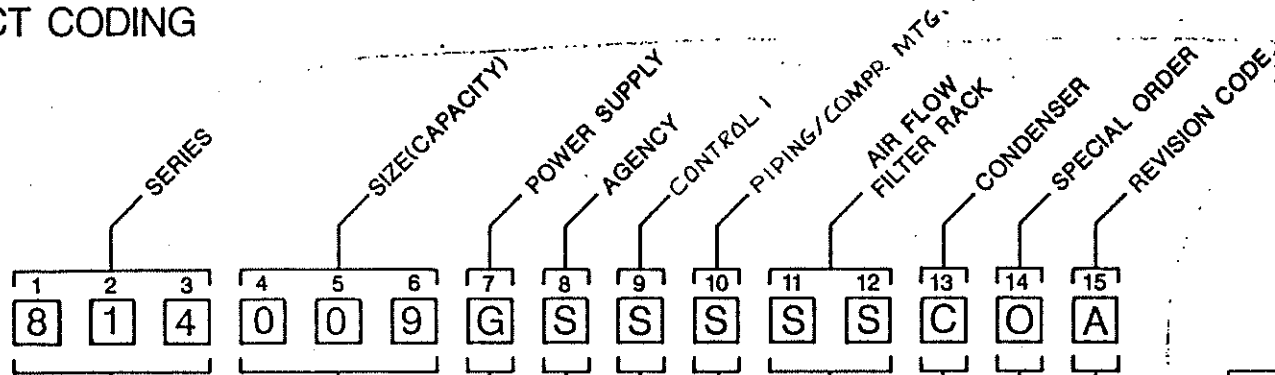 CT CODING
SERIES
SIZE(CAPACITY)
POWER SUPPLY
AGENCY
CONTROL 1
PIPING/COMPR. MTG.
AIR FLOW
FILTER RACK
CONDENSER
SPECIAL ORDER
REVISION CODE
1 2 3 4 5 6 7 8 9 10 11 12 13 14 15
8 1 4 0 0 9 G S S S S S C O A